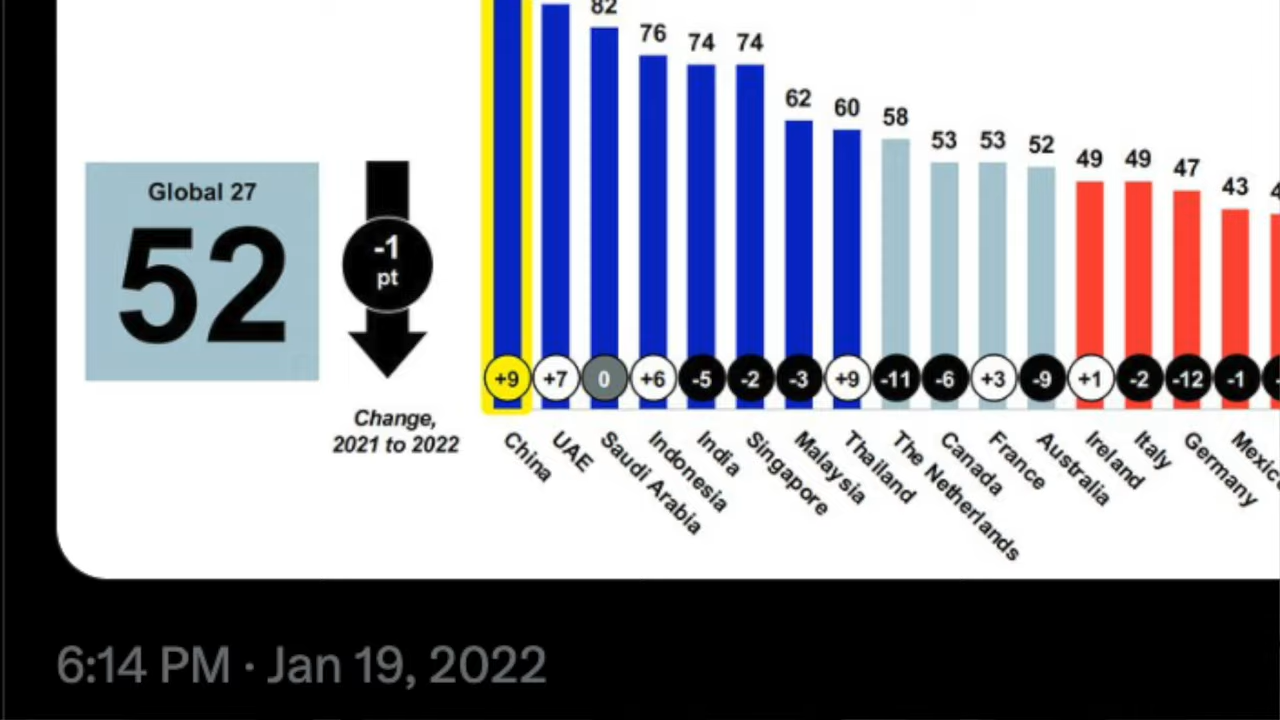 82
76
74
74
62
60
58
53
53
52
49
49
47
43
Global 27
52
-1
pt
Change,
2021 to 2022
+9
+7
0
+6
-5
-2
-3
+9
-11
-6
+3
-9
+1
-2
-12
-1
China
UAE
Saudi Arabia
Indonesia
India
Singapore
Malaysia
Thailand
The Netherlands
Canada
France
Australia
Ireland
Italy
Germany
Mexico
6:14 PM · Jan 19, 2022